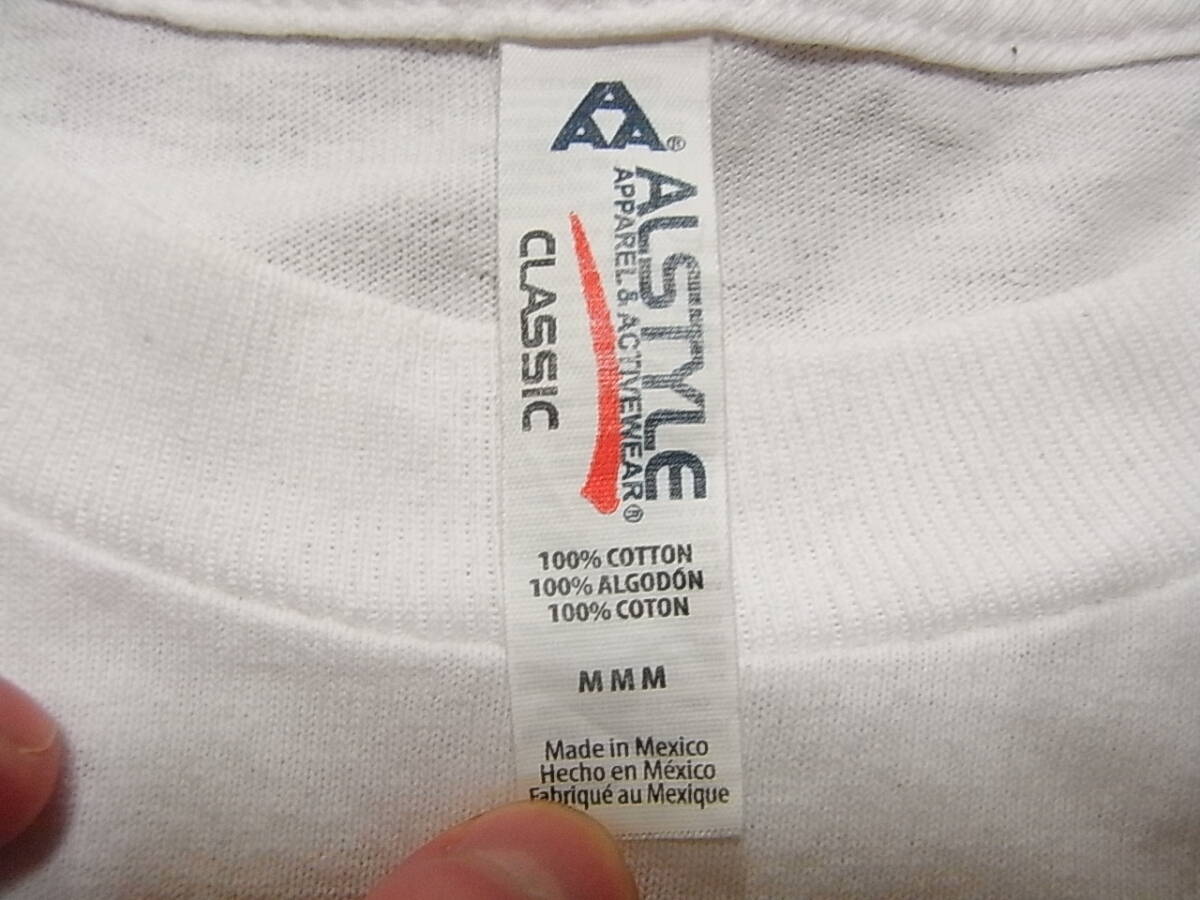 AAA®
ALSTYLE
APPAREL & ACTIVEWEAR®
CLASSIC
100% COTTON
100% ALGODÓN
100% COTON
M M M
Made in Mexico
Hecho en México
Fabriqué au Mexique